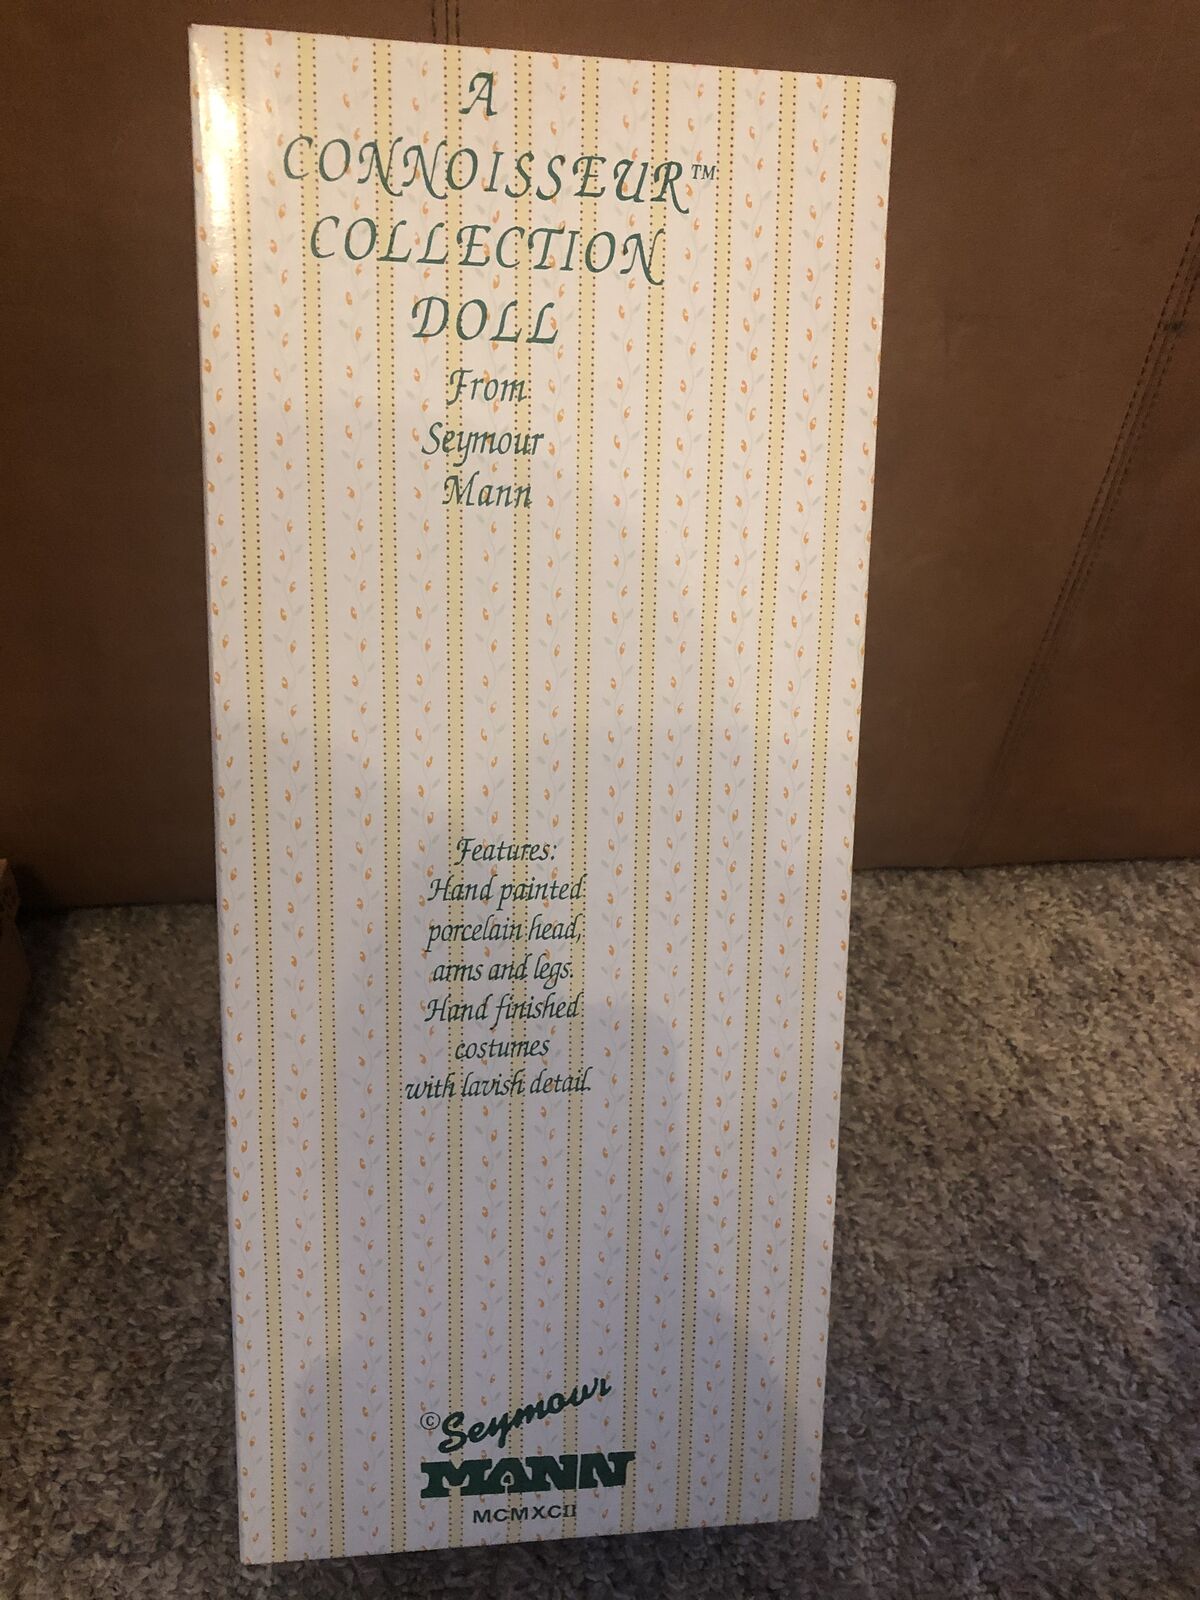 A
CONNOISSEUR™
COLLECTION
DOLL
From
Seymour
Mann
Features:
Hand painted
porcelain head,
arms and legs.
Hand finished
costumes
with lavish detail.
© Seymour
MANN
MCMXCII